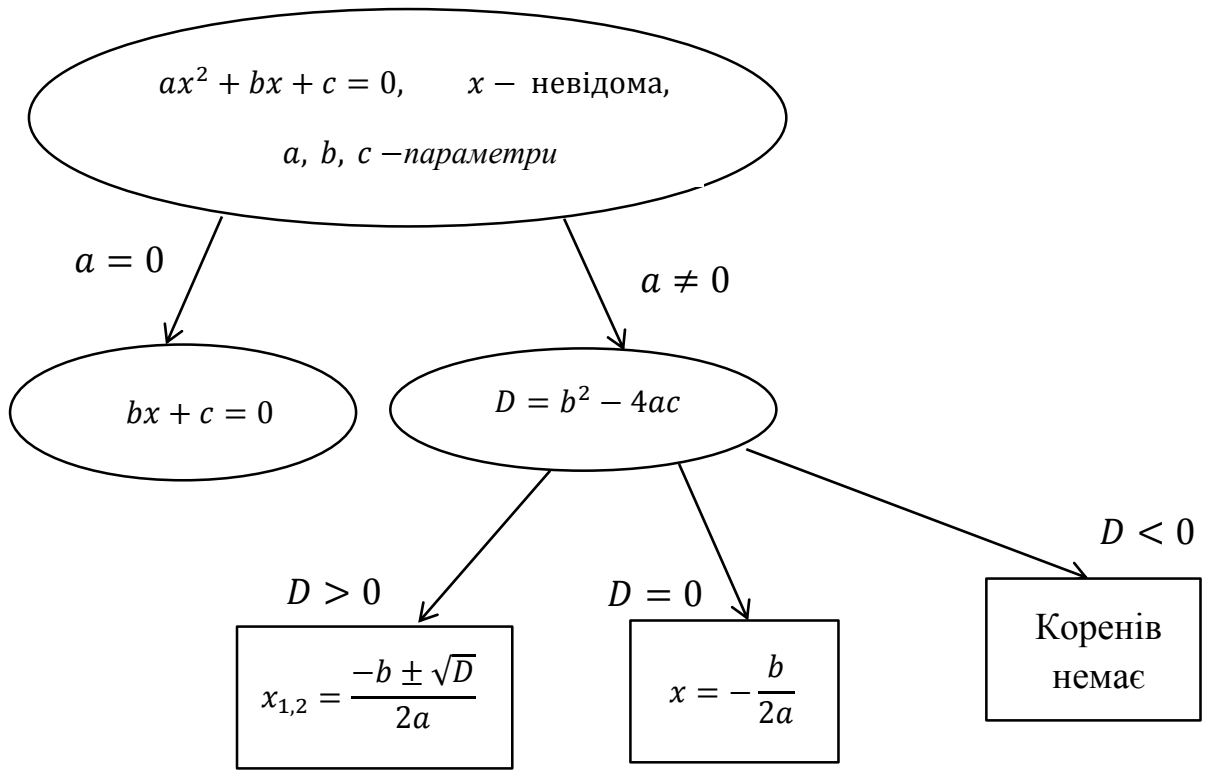 ax² + bx + c = 0, x − невідома,
a, b, c −параметри
a = 0
a ≠ 0
bx + c = 0
D = b² − 4ac
D > 0
D = 0
D < 0
x₁,₂ = (−b ± √D)/(2a)
x = −b/(2a)
Коренів
немає